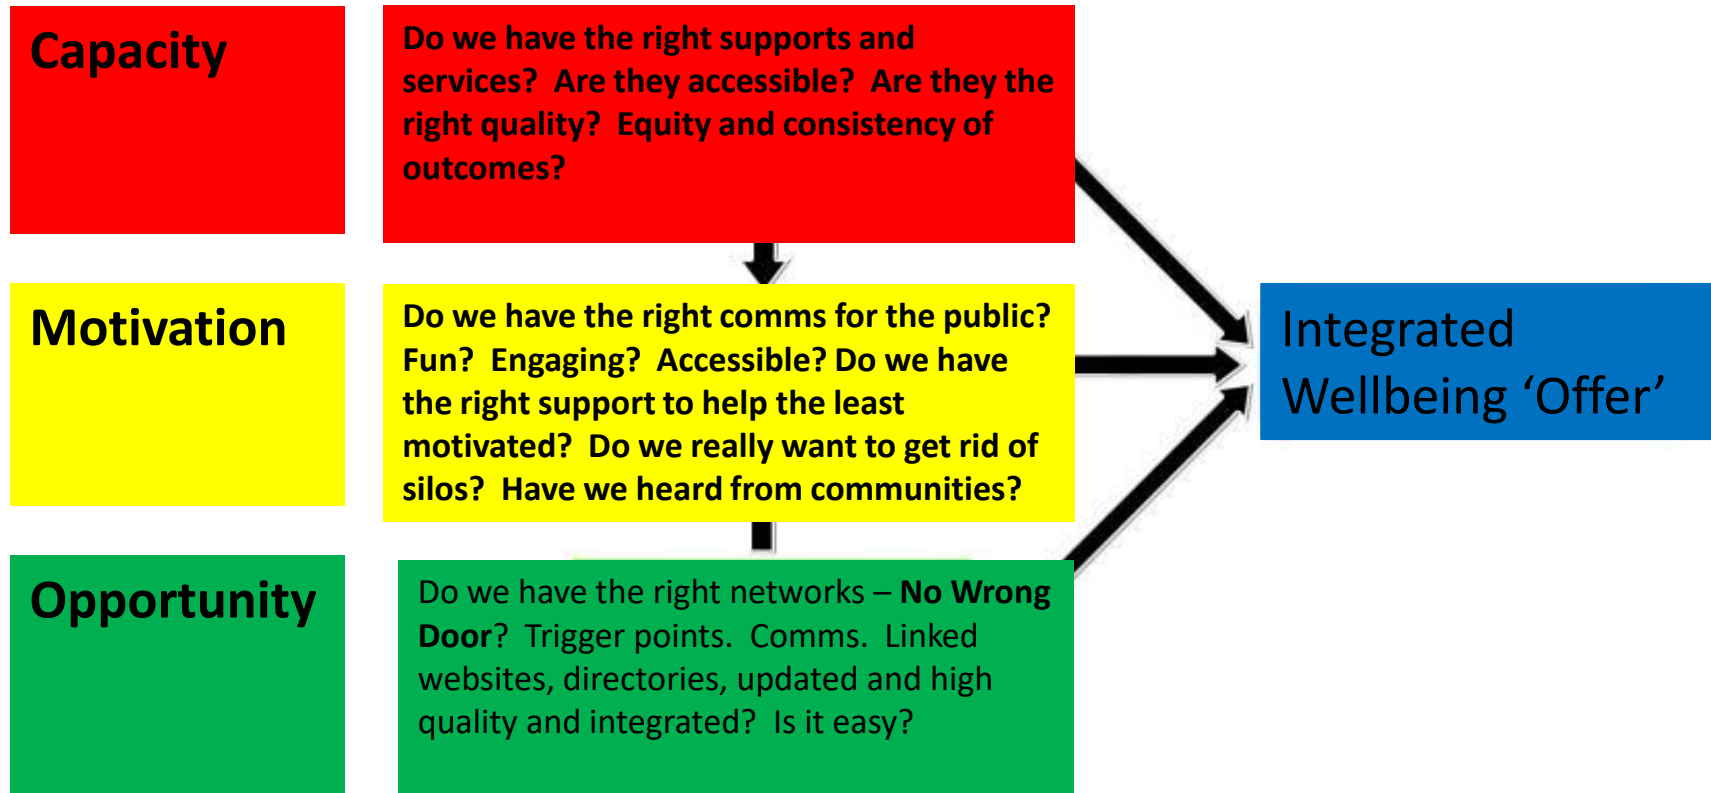 Capacity
Do we have the right supports and
services?  Are they accessible?  Are they the
right quality?  Equity and consistency of
outcomes?
Motivation
Do we have the right comms for the public?
Fun?  Engaging?  Accessible? Do we have
the right support to help the least
motivated?  Do we really want to get rid of
silos?  Have we heard from communities?
Integrated
Wellbeing ‘Offer’
Opportunity
Do we have the right networks – No Wrong
Door?  Trigger points.  Comms.  Linked
websites, directories, updated and high
quality and integrated?  Is it easy?